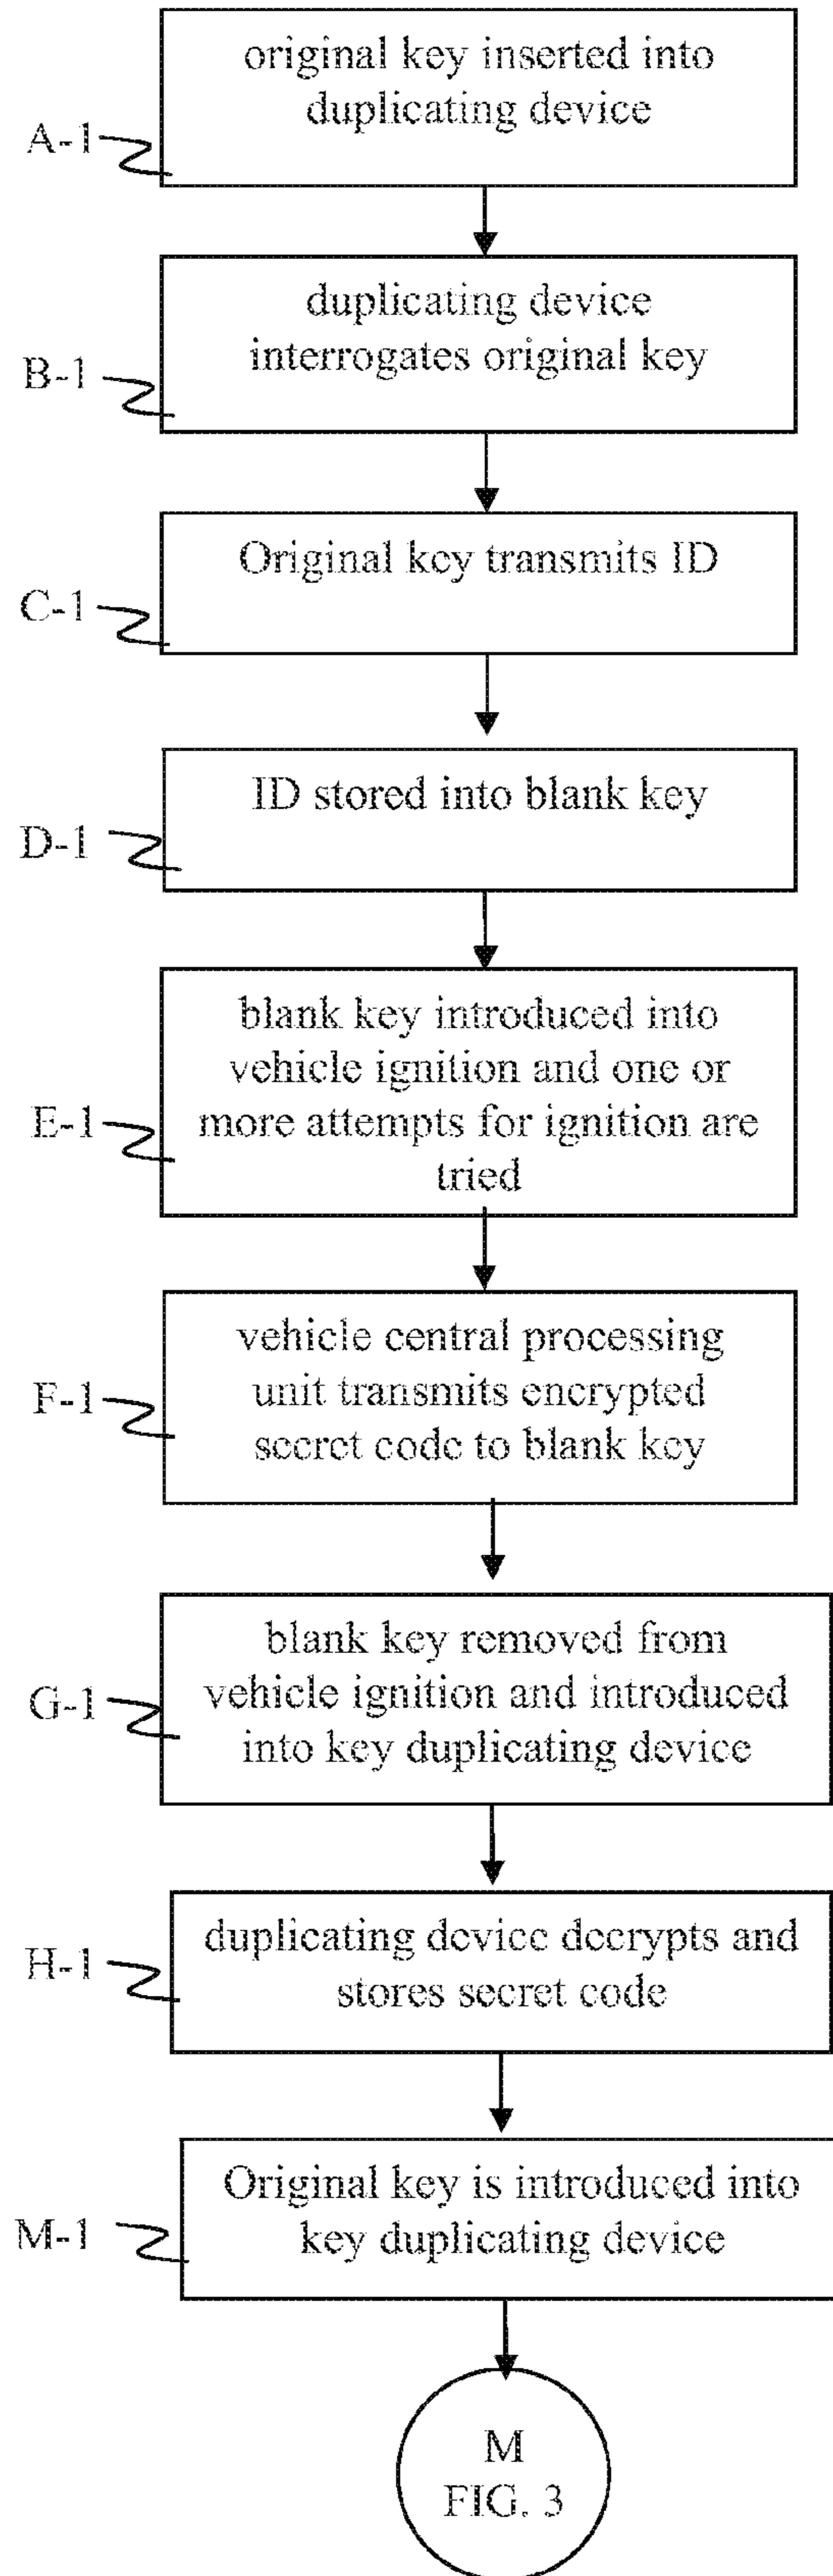 original key inserted into
duplicating device
A-1
duplicating device
interrogates original key
B-1
Original key transmits ID
C-1
ID stored into blank key
D-1
blank key introduced into
vehicle ignition and one or
more attempts for ignition are
tried
E-1
vehicle central processing
unit transmits encrypted
secret code to blank key
F-1
blank key removed from
vehicle ignition and introduced
into key duplicating device
G-1
duplicating device decrypts and
stores secret code
H-1
Original key is introduced into
key duplicating device
M-1
M
FIG. 3